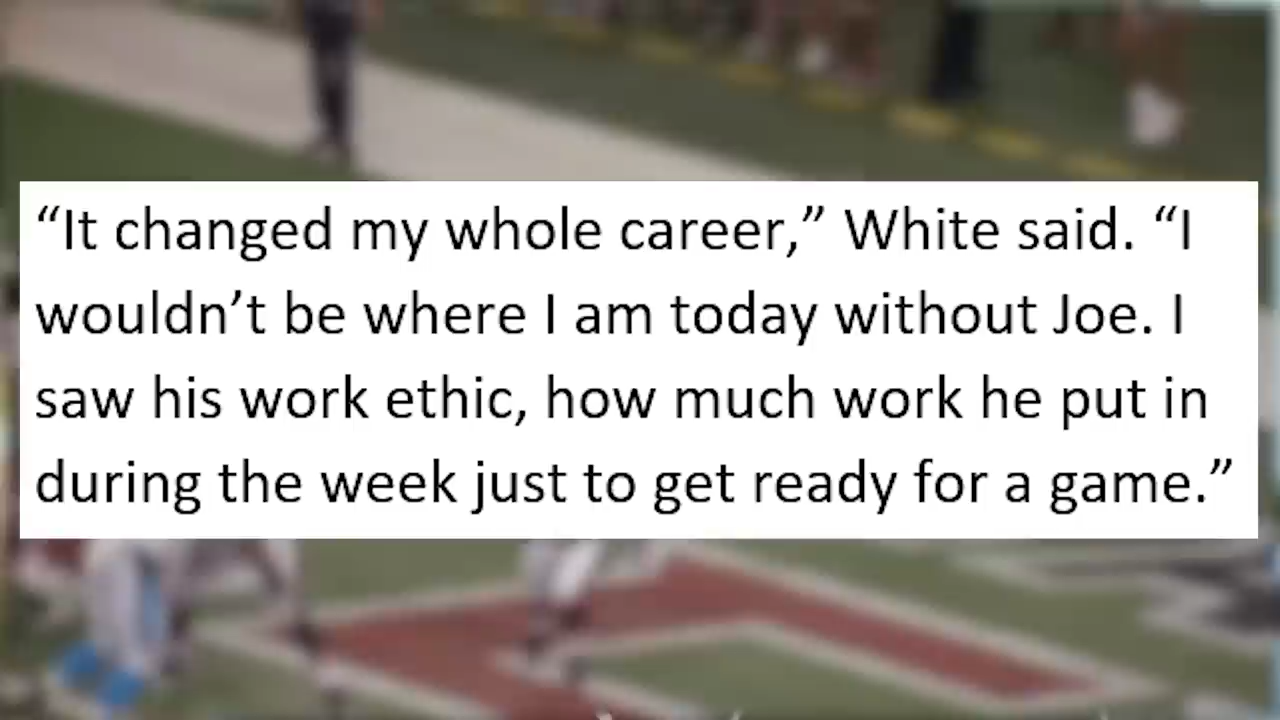 “It changed my whole career,” White said. “I
wouldn’t be where I am today without Joe. I
saw his work ethic, how much work he put in
during the week just to get ready for a game.”